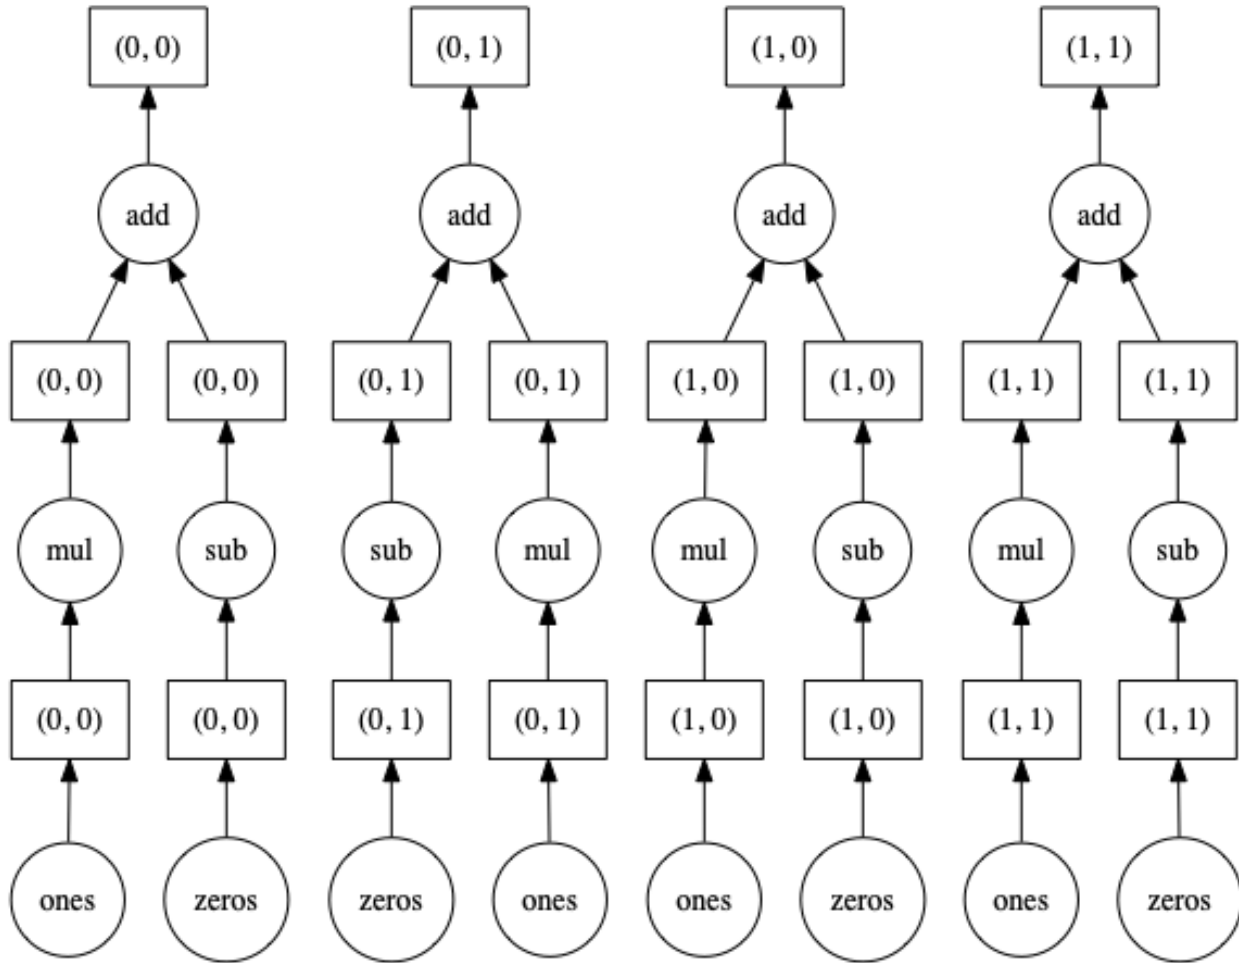 (0, 0) (0, 1) (1, 0) (1, 1)
add add add add
(0, 0) (0, 0) (0, 1) (0, 1) (1, 0) (1, 0) (1, 1) (1, 1)
mul sub sub mul mul sub mul sub
(0, 0) (0, 0) (0, 1) (0, 1) (1, 0) (1, 0) (1, 1) (1, 1)
ones zeros zeros ones ones zeros ones zeros